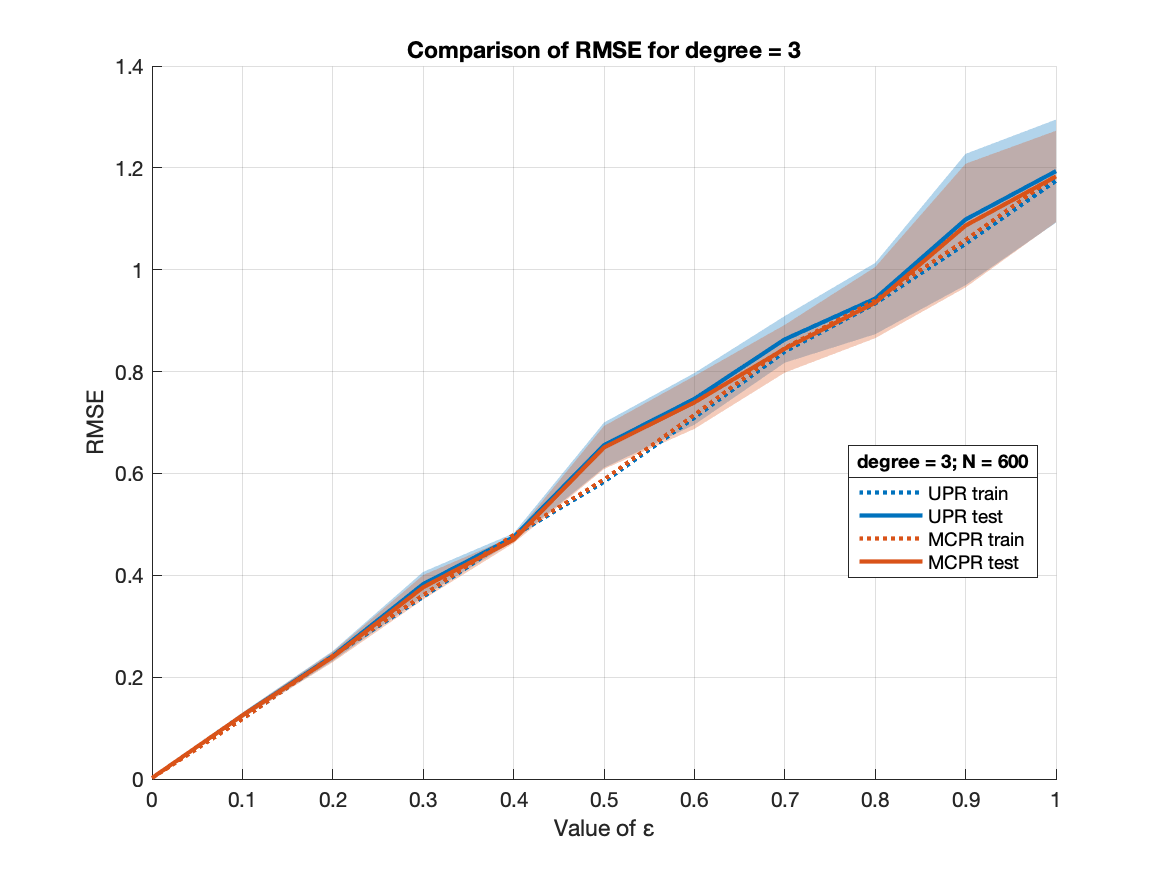 Comparison of RMSE for degree = 3
1.4
1.2
1
0.8
0.6
0.4
0.2
0
RMSE
degree = 3; N = 600
UPR train
UPR test
MCPR train
MCPR test
0 0.1 0.2 0.3 0.4 0.5 0.6 0.7 0.8 0.9 1
Value of ε